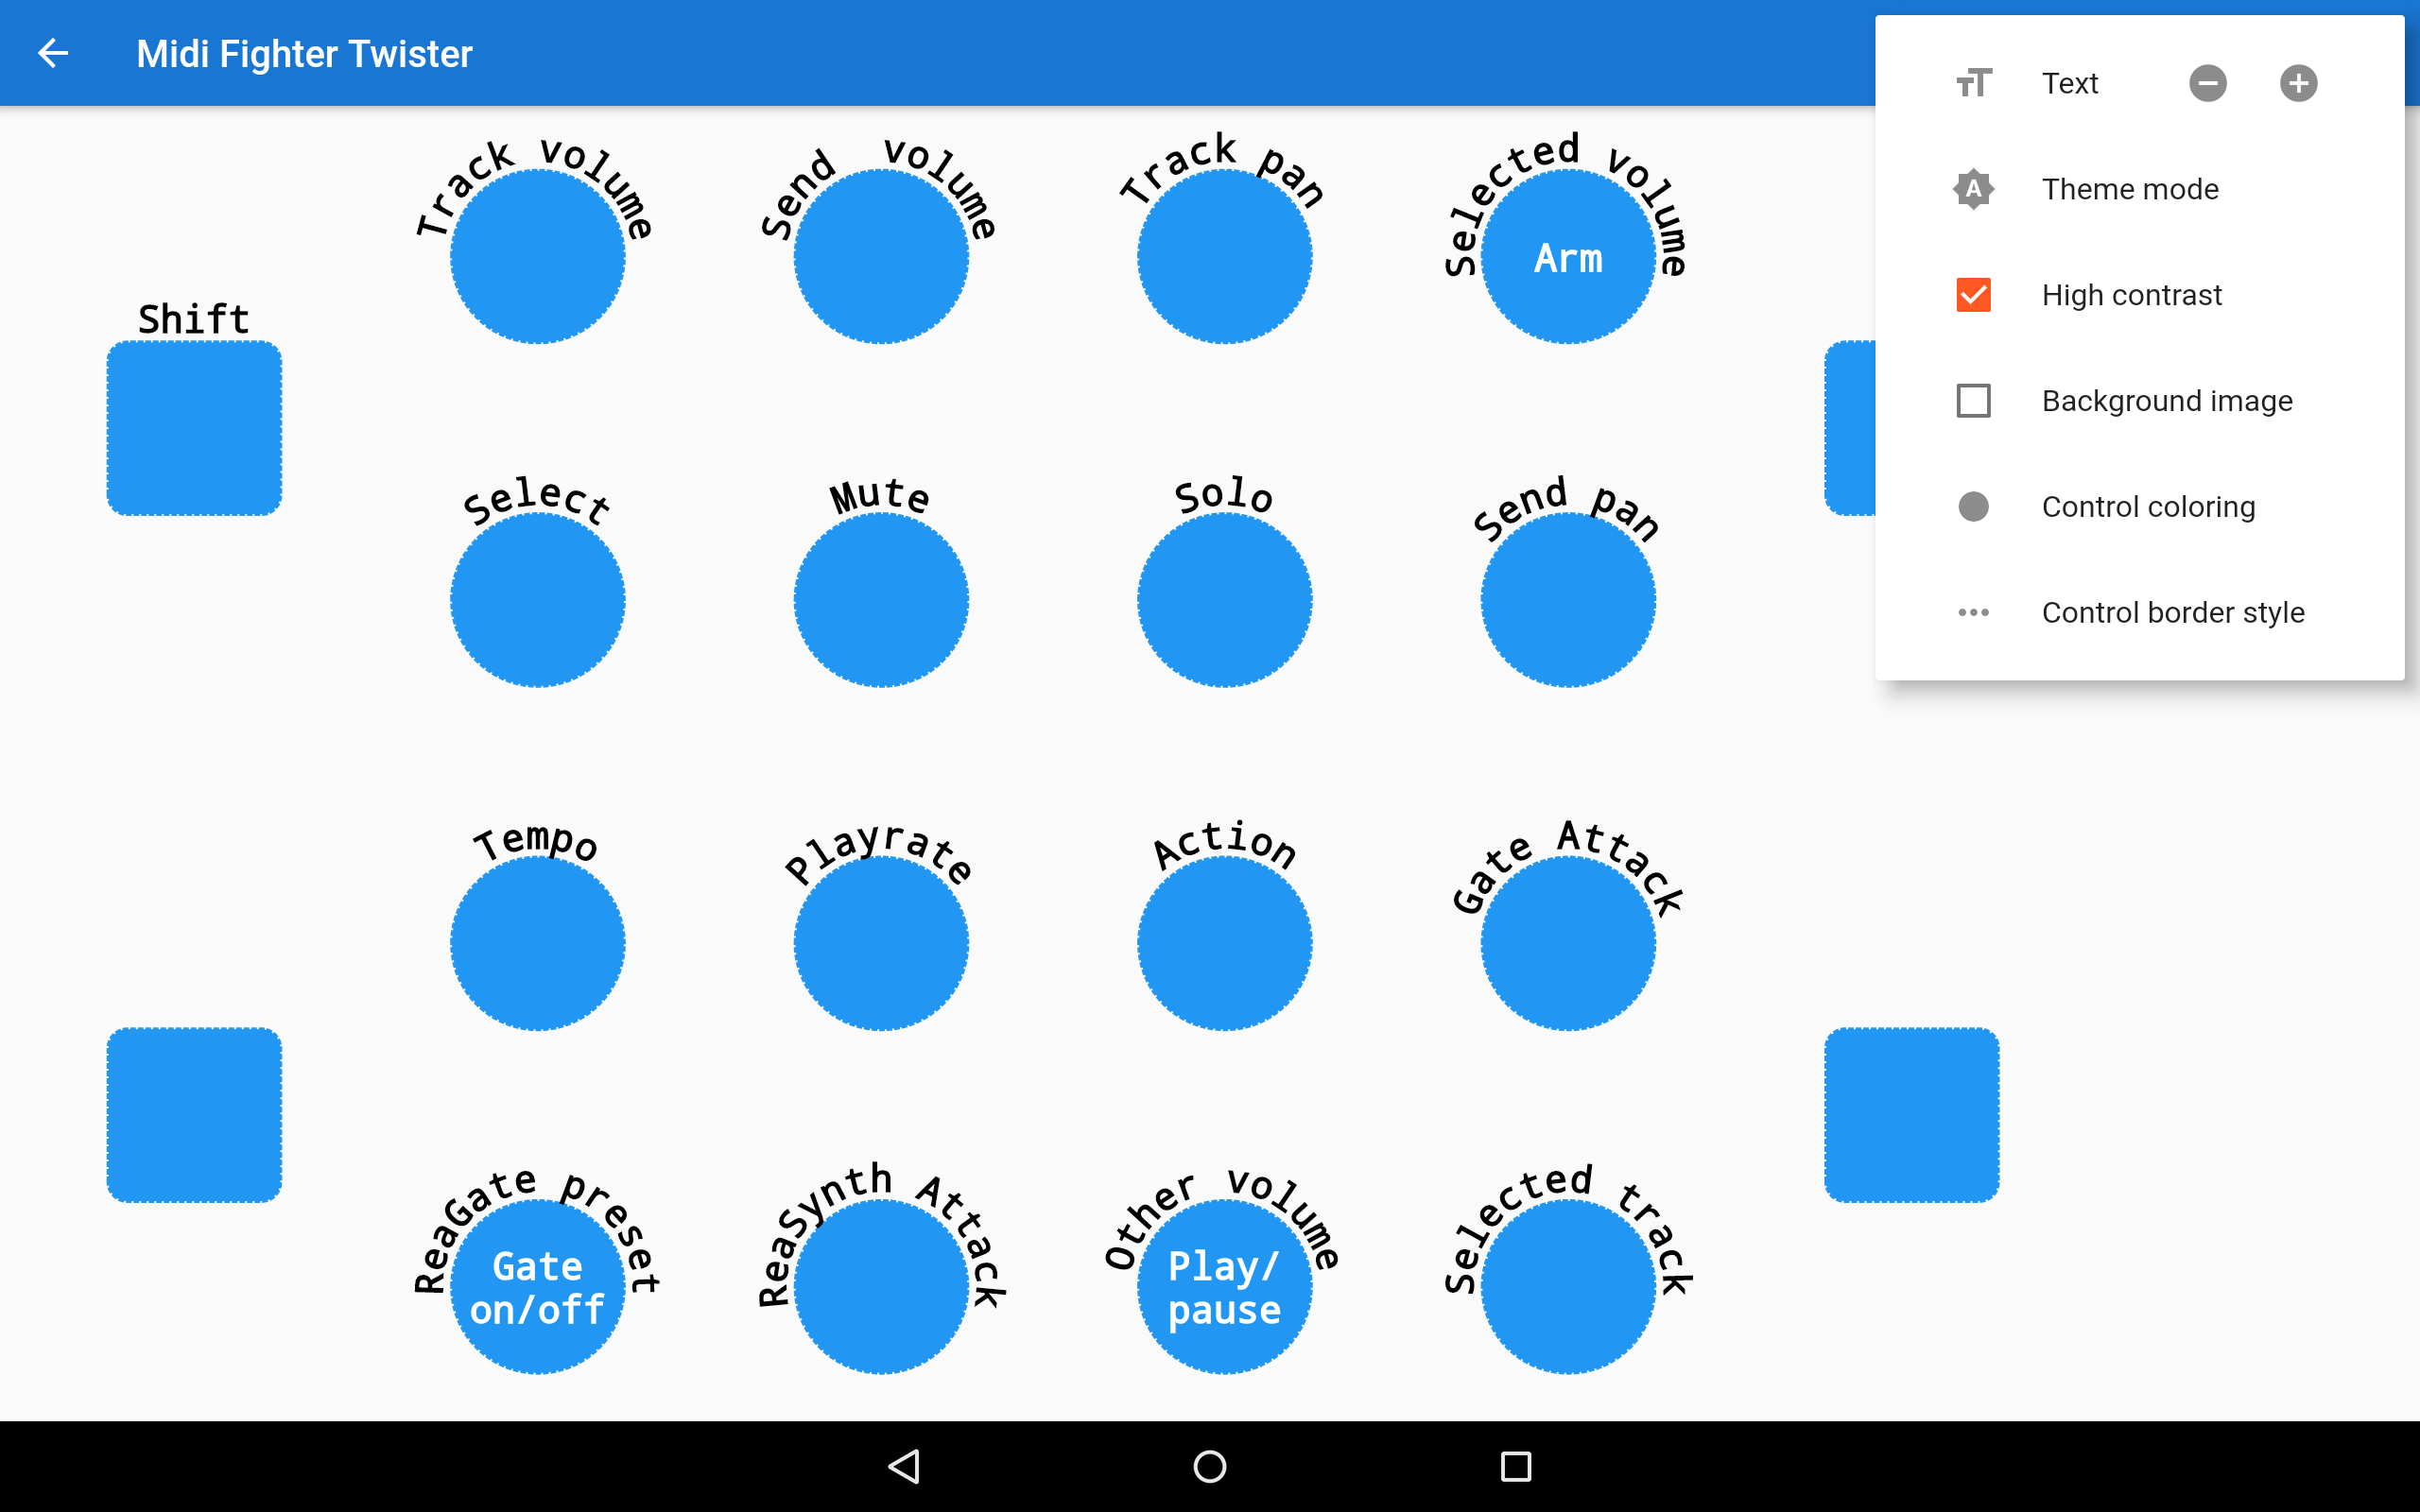 Midi Fighter Twister
Text
Theme mode
High contrast
Background image
Control coloring
Control border style
Track volume
Send volume
Track pan
Selected volume
Arm
Shift
Select
Mute
Solo
Send pan
Tempo
Playrate
Action
Gate Attack
ReaGate preset
Gate
on/off
ReaSynth Attack
Other volume
Play/
pause
Selected track